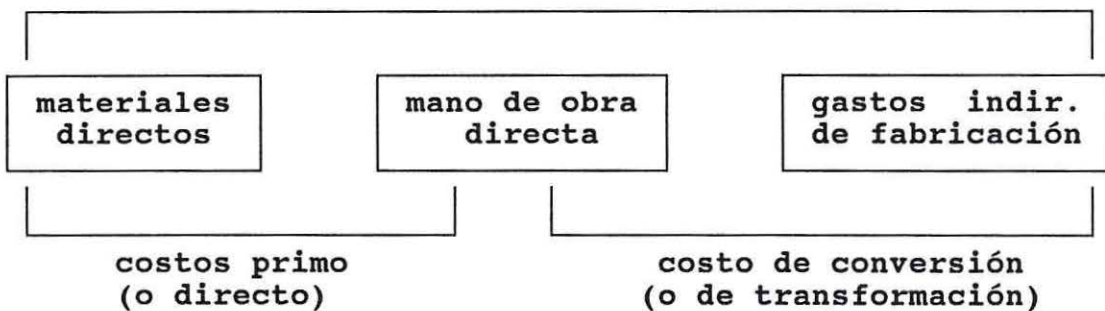 materiales
directos
mano de obra
directa
gastos indir.
de fabricación
costos primo
(o directo)
costo de conversión
(o de transformación)